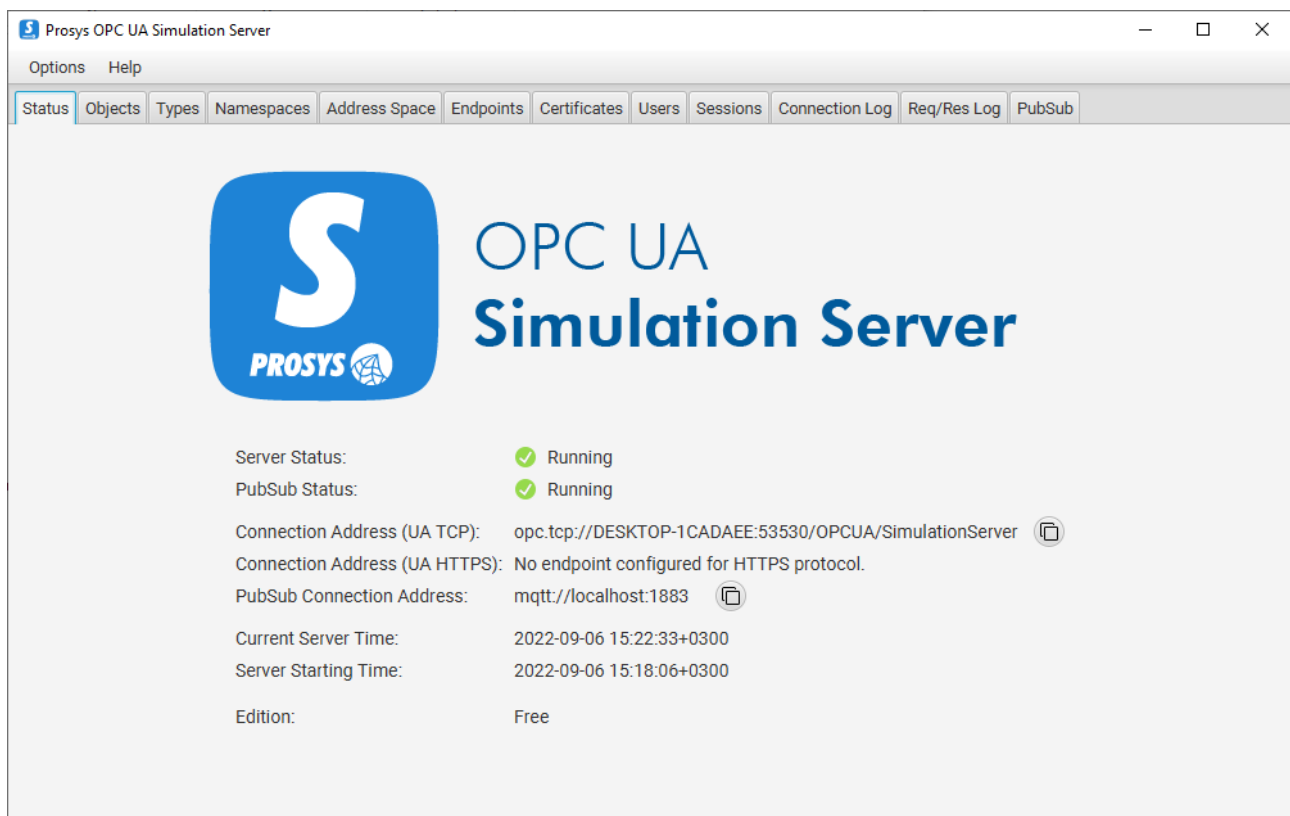 Prosys OPC UA Simulation Server
Options Help
Status Objects Types Namespaces Address Space Endpoints Certificates Users Sessions Connection Log Req/Res Log PubSub
S
PROSYS
OPC UA
Simulation Server
Server Status: Running
PubSub Status: Running
Connection Address (UA TCP): opc.tcp://DESKTOP-1CADAEE:53530/OPCUA/SimulationServer
Connection Address (UA HTTPS): No endpoint configured for HTTPS protocol.
PubSub Connection Address: mqtt://localhost:1883
Current Server Time: 2022-09-06 15:22:33+0300
Server Starting Time: 2022-09-06 15:18:06+0300
Edition: Free